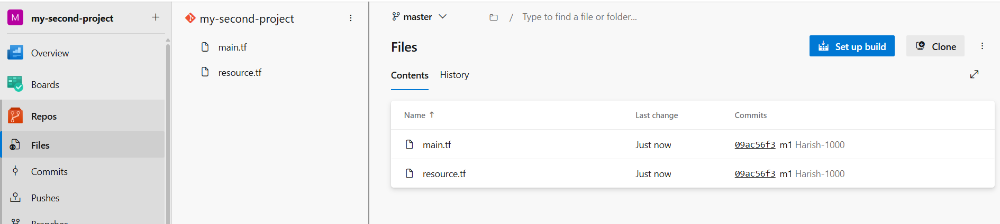 M my-second-project +
Overview
Boards
Repos
Files
Commits
Pushes
Branches
my-second-project
main.tf
resource.tf
master / Type to find a file or folder...
Files
Set up build
Clone
Contents History
Name ↑ Last change Commits
main.tf Just now 09ac56f3 m1 Harish-1000
resource.tf Just now 09ac56f3 m1 Harish-1000